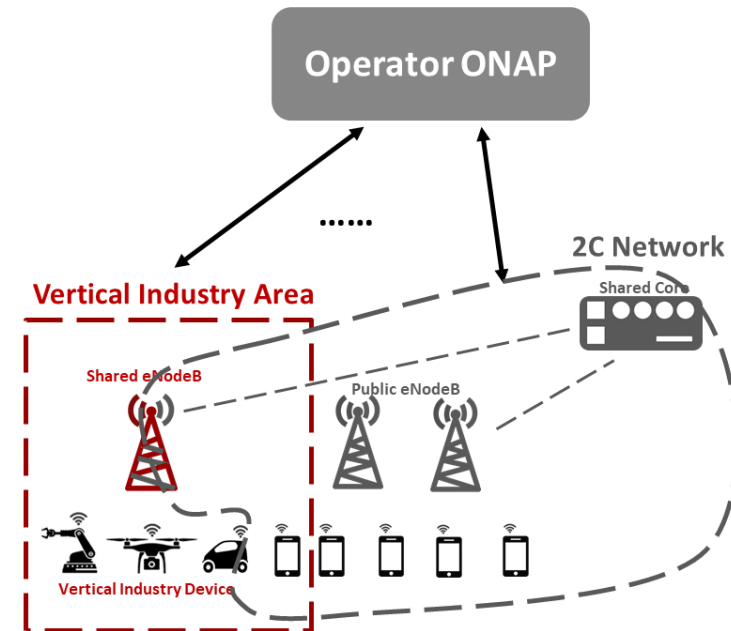 Operator ONAP
......
2C Network
Shared Core
Vertical Industry Area
Shared eNodeB
Public eNodeB
Vertical Industry Device